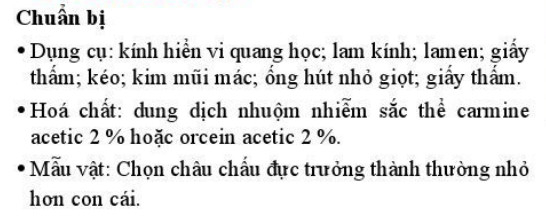 Chuẩn bị
• Dụng cụ: kính hiển vi quang học; lam kính; lamen; giấy
thấm; kéo; kim mũi mác; ống hút nhỏ giọt; giấy thấm.
• Hoá chất: dung dịch nhuộm nhiễm sắc thể carmine
acetic 2 % hoặc orcein acetic 2 %.
• Mẫu vật: Chọn châu chấu đực trưởng thành thường nhỏ
hơn con cái.